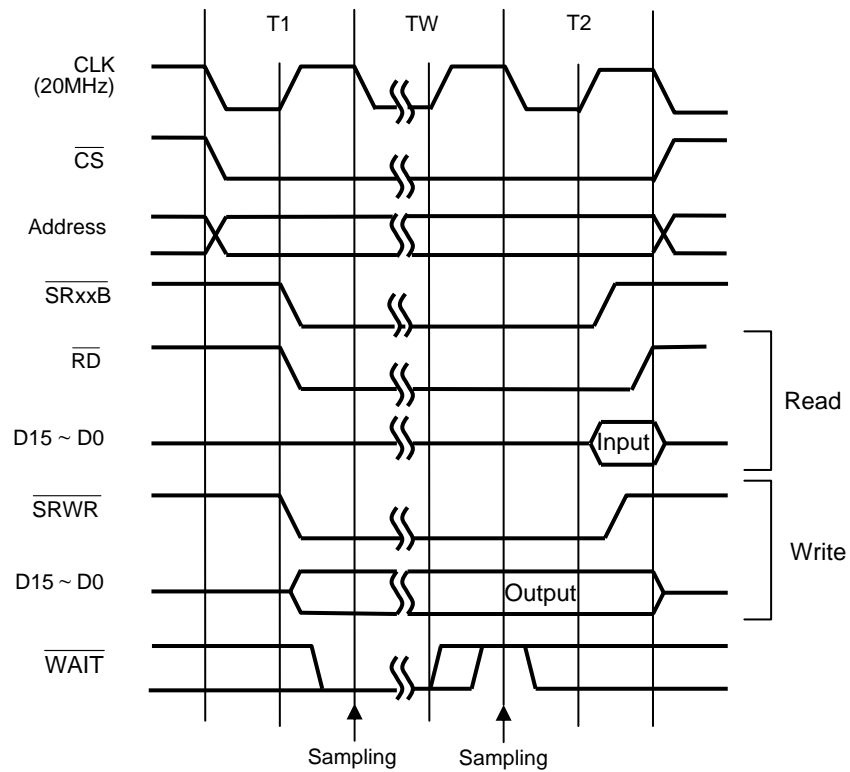 T1 TW T2
CLK
(20MHz)
CS
Address
SRxxB
RD
Read
D15 ~ D0
Input
SRWR
Write
D15 ~ D0
Output
WAIT
Sampling Sampling